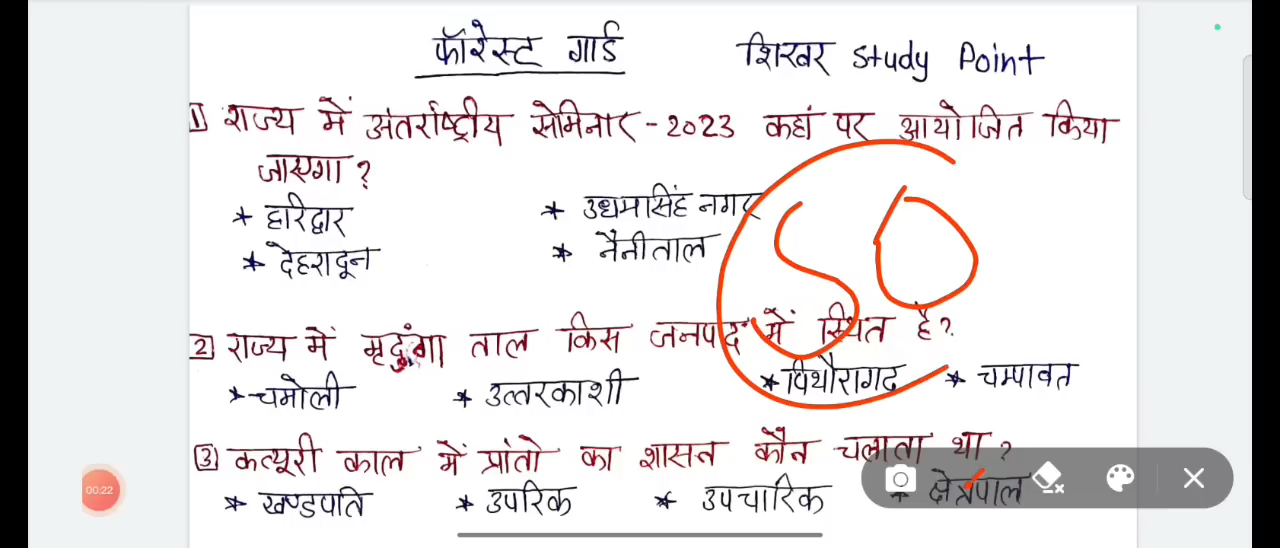 फॉरेस्ट गार्ड शिखर Study Point
1) राज्य में अंतर्राष्ट्रीय सेमिनार - 2023 कहां पर आयोजित किया
जाएगा?
* हरिद्वार * उधमसिंह नगर
* देहरादून * नैनीताल
50
2) राज्य में मृदुंगा ताल किस जनपद में स्थित है?
* चमोली * उत्तरकाशी * पिथौरागढ * चम्पावत
3) कत्यूरी काल में प्रांतो का शासन कौन चलाता था?
* खण्डपति * उपरिक * उपचारिक * क्षेत्रपाल
00:22